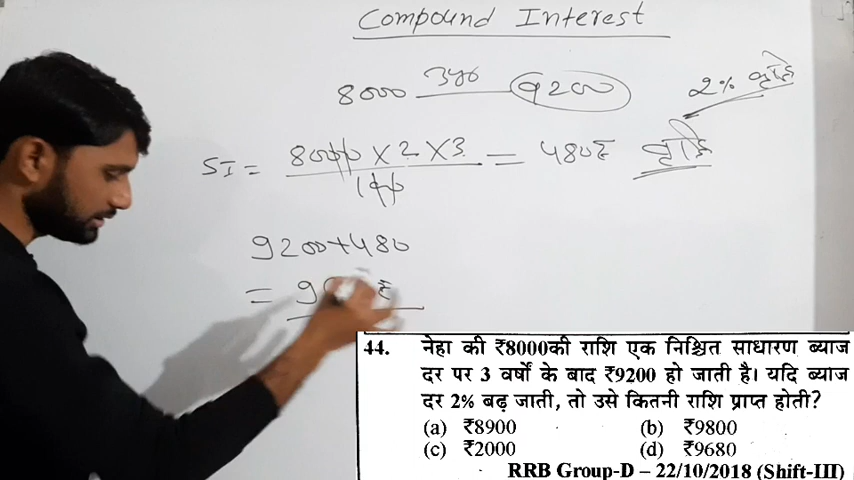 Compound Interest
8000 3yrs 9200 2% वृद्धि
SI = 8000 X 2 X 3 / 100 = 480₹ वृद्धि
9200+480
= 9
44. नेहा की ₹8000की राशि एक निश्चित साधारण ब्याज
दर पर 3 वर्षों के बाद ₹9200 हो जाती है। यदि ब्याज
दर 2% बढ़ जाती, तो उसे कितनी राशि प्राप्त होती?
(a) ₹8900 (b) ₹9800
(c) ₹2000 (d) ₹9680
RRB Group-D – 22/10/2018 (Shift-III)